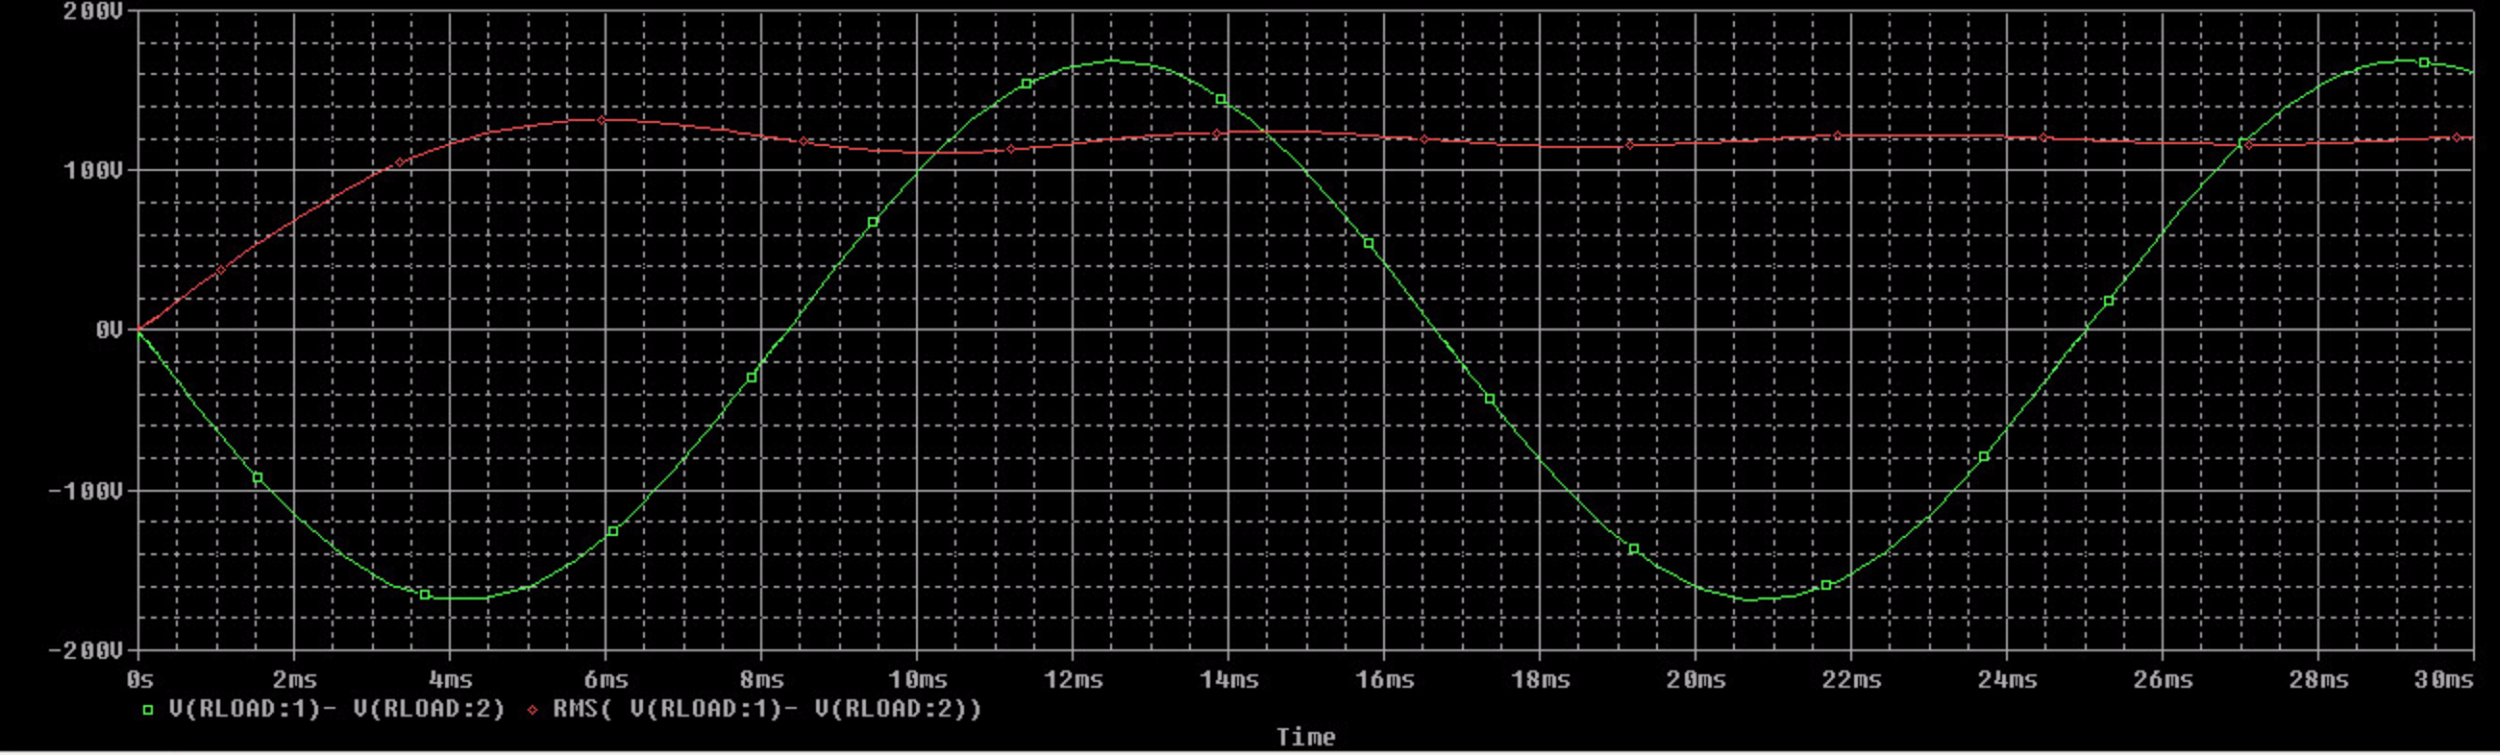 200V
100V
0V
-100V
-200V
0s 2ms 4ms 6ms 8ms 10ms 12ms 14ms 16ms 18ms 20ms 22ms 24ms 26ms 28ms 30ms
V(RLOAD:1)- V(RLOAD:2) RMS( V(RLOAD:1)- V(RLOAD:2))
Time